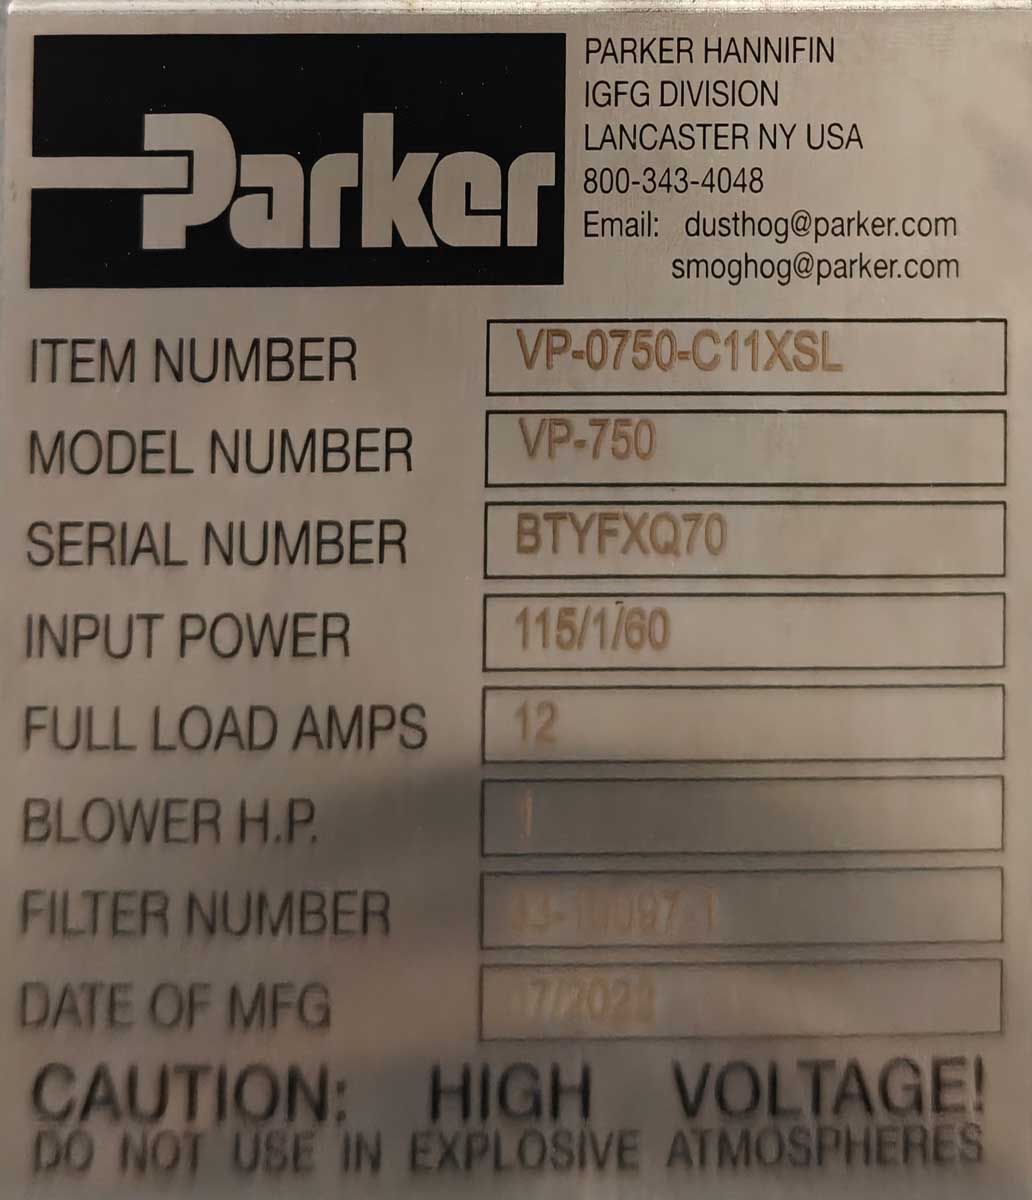 Parker
PARKER HANNIFIN
IGFG DIVISION
LANCASTER NY USA
800-343-4048
Email: dusthog@parker.com
smoghog@parker.com
ITEM NUMBER VP-0750-C11XSL
MODEL NUMBER VP-750
SERIAL NUMBER BTYFXQ70
INPUT POWER 115/1/60
FULL LOAD AMPS 12
BLOWER H.P. 1
FILTER NUMBER
DATE OF MFG
CAUTION: HIGH VOLTAGE!
DO NOT USE IN EXPLOSIVE ATMOSPHERES